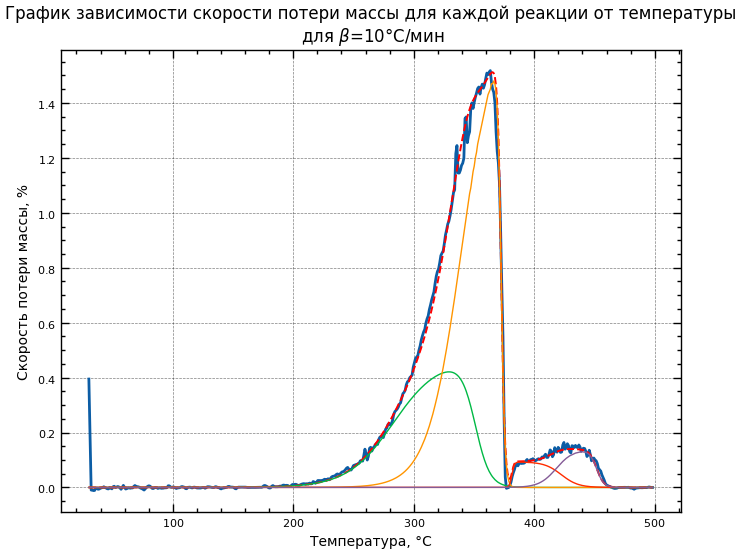 График зависимости скорости потери массы для каждой реакции от температуры
для β=10°C/мин
Скорость потери массы, %
1.4
1.2
1.0
0.8
0.6
0.4
0.2
0.0
100 200 300 400 500
Температура, °C